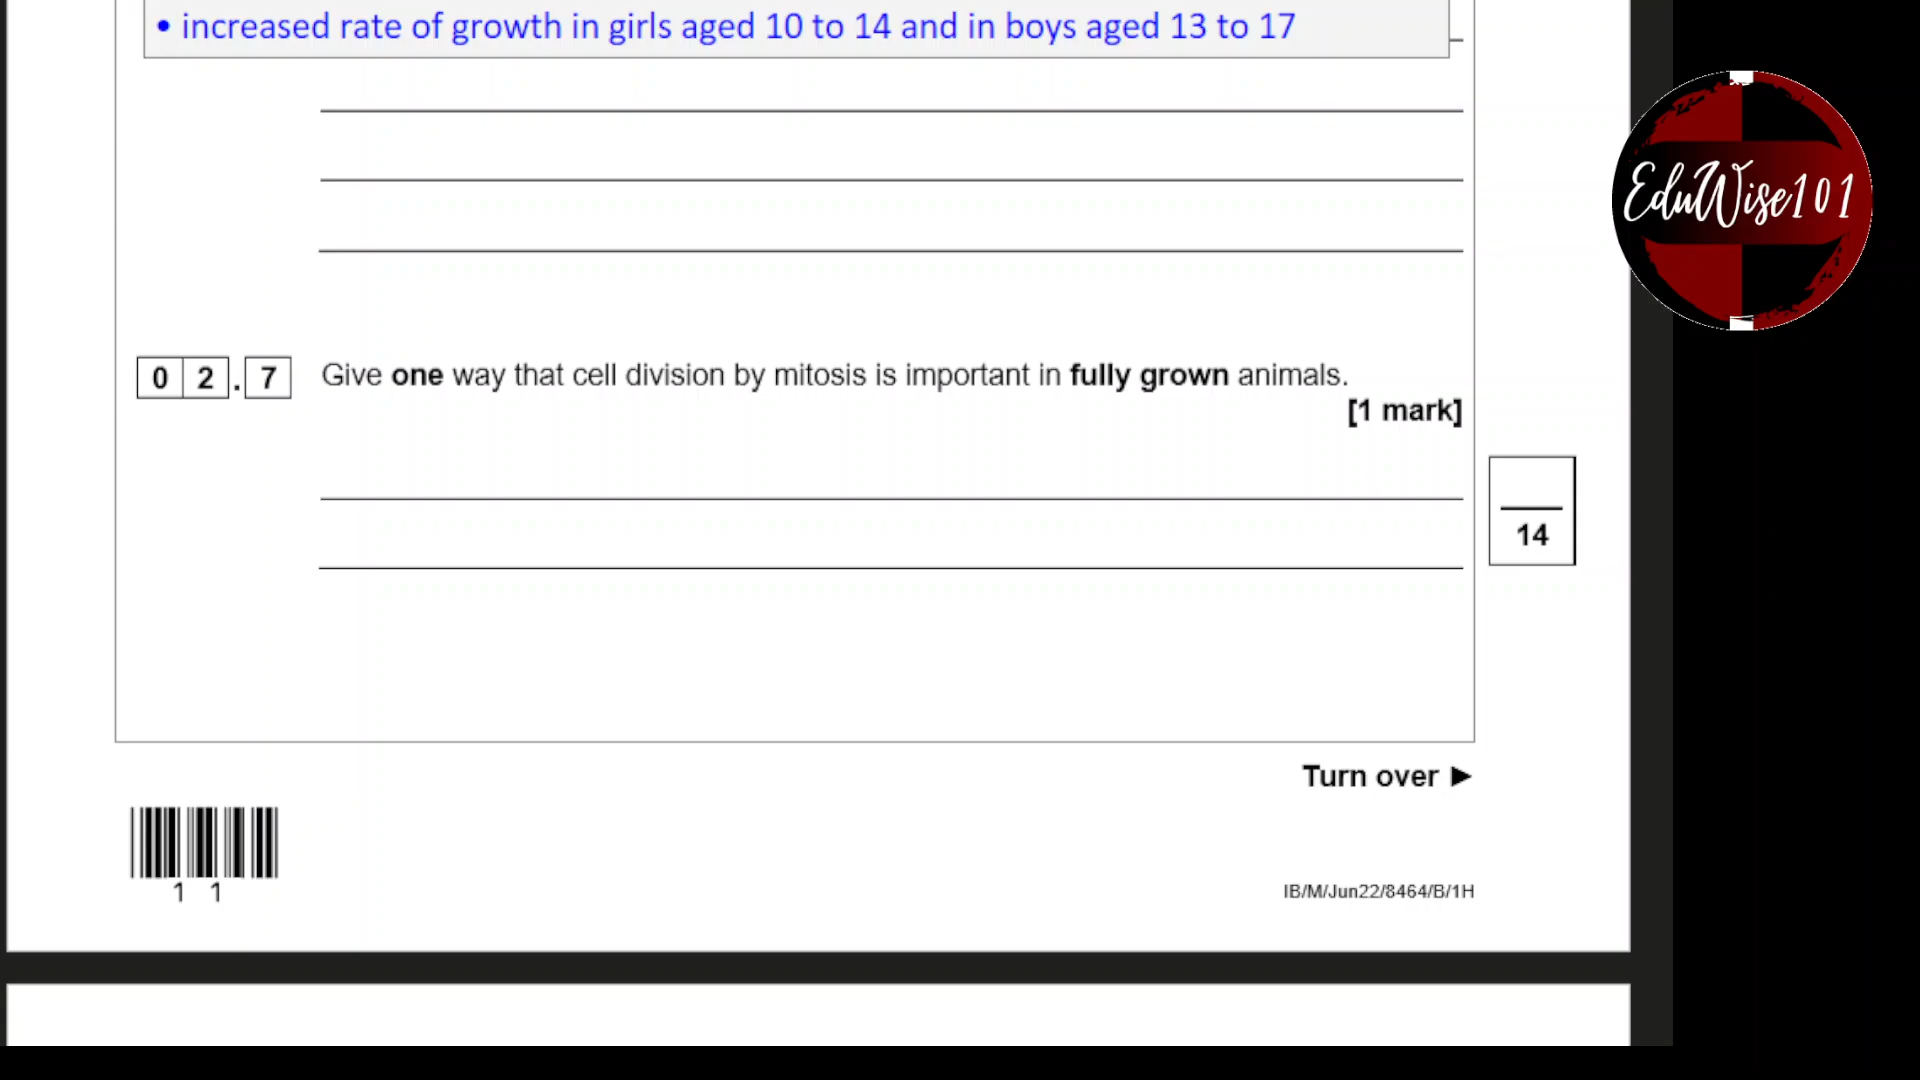 • increased rate of growth in girls aged 10 to 14 and in boys aged 13 to 17
EduWise101
0 2 . 7 Give one way that cell division by mitosis is important in fully grown animals.
[1 mark]
14
Turn over ►
1 1
IB/M/Jun22/8464/B/1H